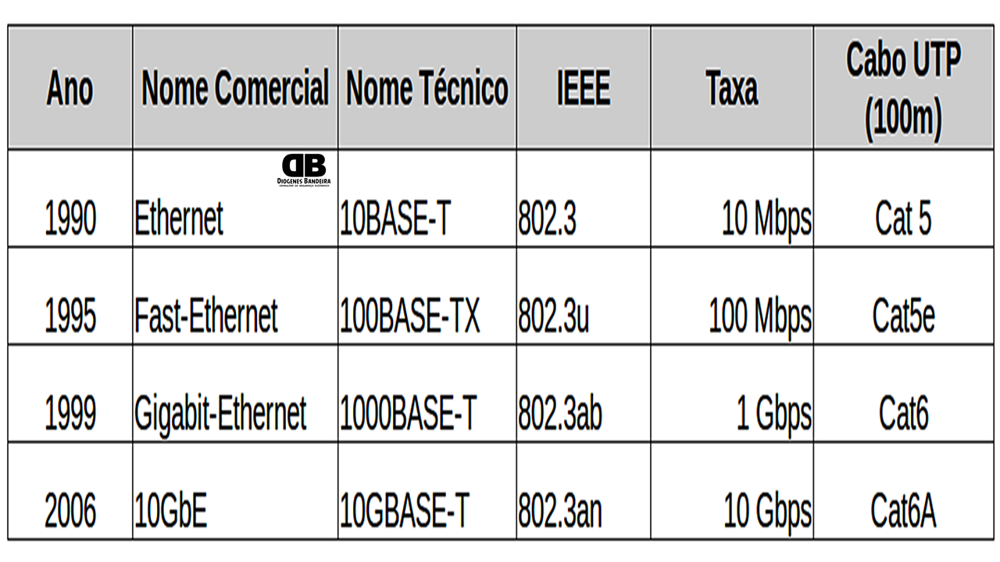 Ano Nome Comercial Nome Técnico IEEE Taxa Cabo UTP
(100m)
DB
DIOGENES BANDEIRA
1990 Ethernet 10BASE-T 802.3 10 Mbps Cat 5
1995 Fast-Ethernet 100BASE-TX 802.3u 100 Mbps Cat5e
1999 Gigabit-Ethernet 1000BASE-T 802.3ab 1 Gbps Cat6
2006 10GbE 10GBASE-T 802.3an 10 Gbps Cat6A